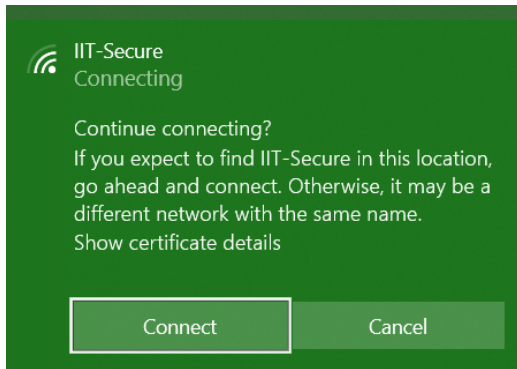 IIT-Secure
Connecting
Continue connecting?
If you expect to find IIT-Secure in this location,
go ahead and connect. Otherwise, it may be a
different network with the same name.
Show certificate details
Connect
Cancel